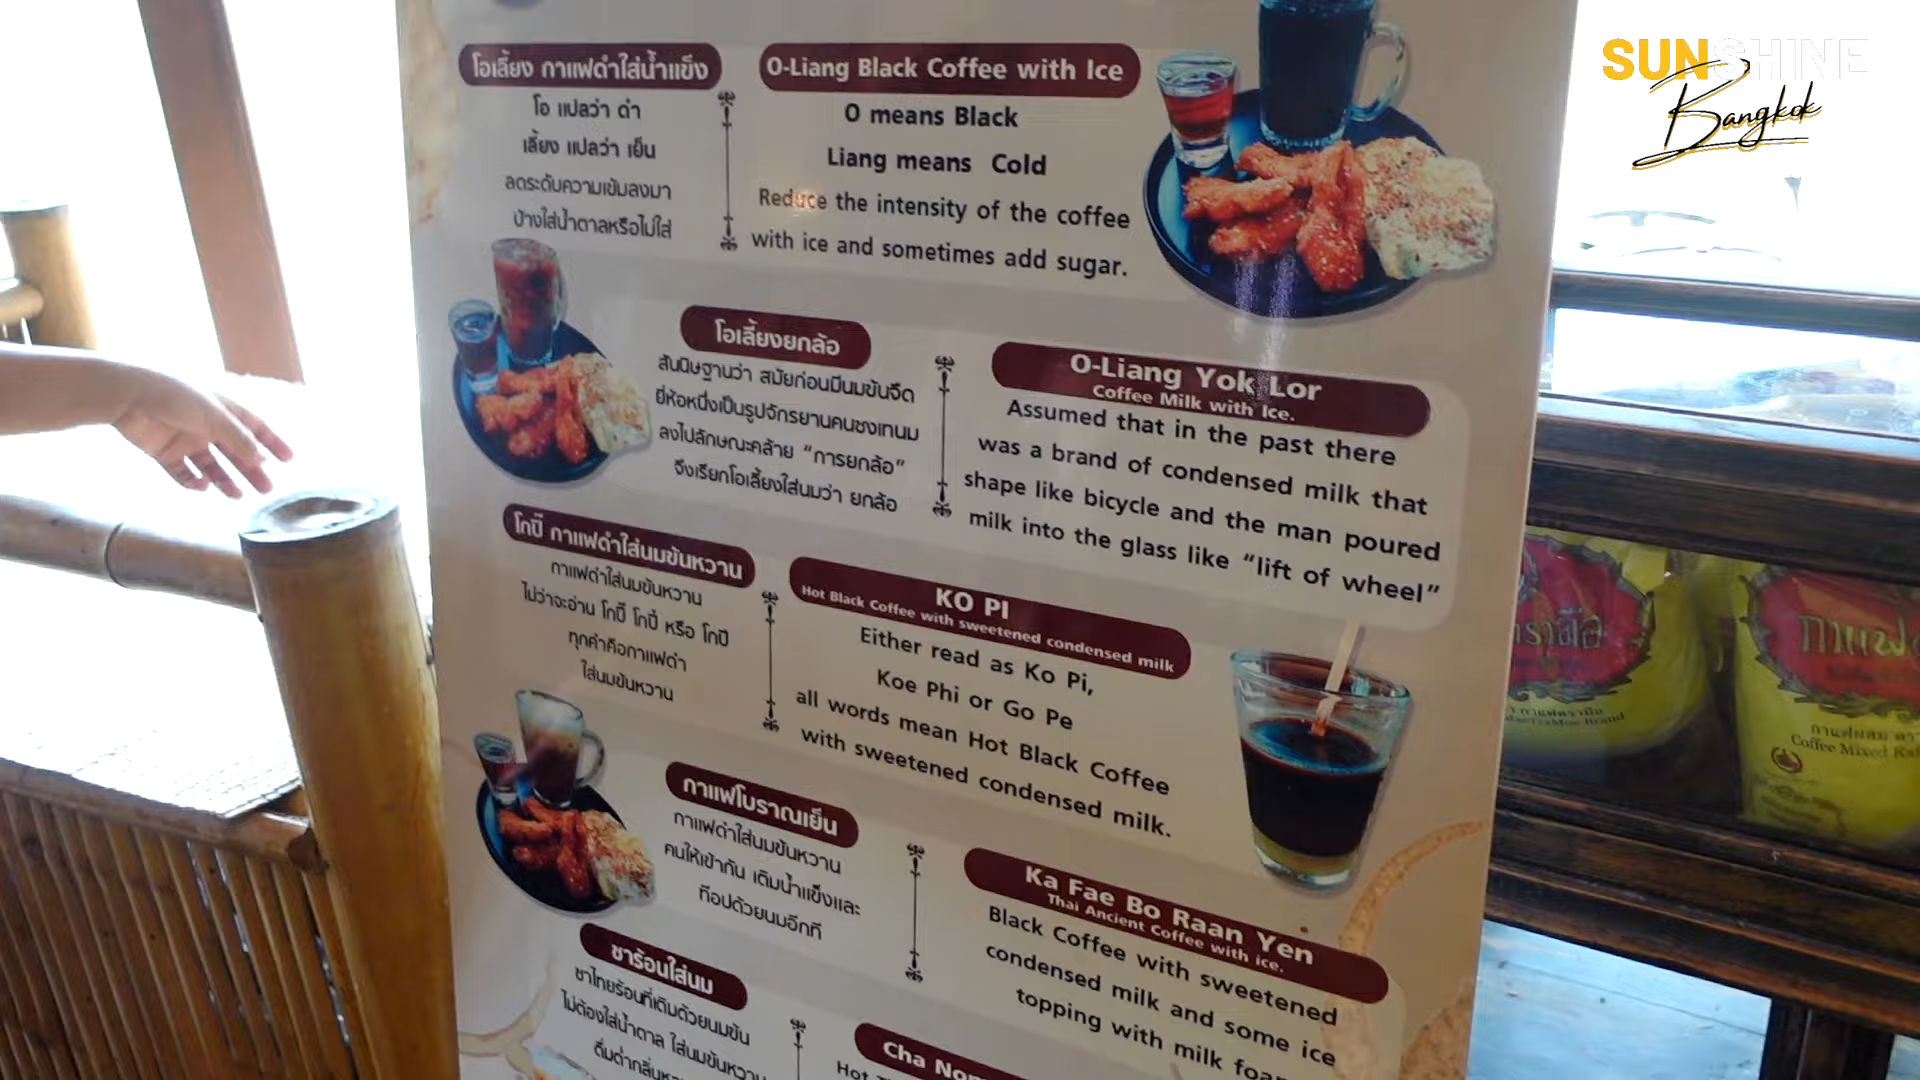 SUNSHINE
Bangkok
โอเลี้ยง กาแฟดำใส่น้ำแข็ง
โอ แปลว่า ดำ
เลี้ยง แปลว่า เย็น
ลดระดับความเข้มลงมา
บ้างใส่น้ำตาลหรือไม่ใส่
O-Liang Black Coffee with Ice
O means Black
Liang means Cold
Reduce the intensity of the coffee
with ice and sometimes add sugar.
โอเลี้ยงยกล้อ
สันนิษฐานว่า สมัยก่อนมีนมข้นจืด
ยี่ห้อหนึ่งเป็นรูปจักรยานคนชงเทนม
ลงไปลักษณะคล้าย "การยกล้อ"
จึงเรียกโอเลี้ยงใส่นมว่า ยกล้อ
O-Liang Yok Lor
Coffee Milk with Ice.
Assumed that in the past there
was a brand of condensed milk that
shape like bicycle and the man poured
milk into the glass like "lift of wheel"
โกปี๊ กาแฟดำใส่นมข้นหวาน
กาแฟดำใส่นมข้นหวาน
ไม่ว่าจะอ่าน โกปี๊ โกปี้ หรือ โกปี
ทุกคำคือกาแฟดำ
ใส่นมข้นหวาน
KO PI
Hot Black Coffee with sweetened condensed milk
Either read as Ko Pi,
Koe Phi or Go Pe
all words mean Hot Black Coffee
with sweetened condensed milk.
กาแฟโบราณเย็น
กาแฟดำใส่นมข้นหวาน
คนให้เข้ากัน เติมน้ำแข็งและ
ท๊อปด้วยนมอีกที
Ka Fae Bo Raan Yen
Thai Ancient Coffee with ice.
Black Coffee with sweetened
condensed milk and some ice
topping with milk
ชาร้อนใส่นม
ชาไทยร้อนที่เติมด้วยนมข้น
ไม่ต้องใส่น้ำตาล ใส่นมข้นหวาน
ดื่มด่ำ
Cha
Hot
กาแฟผสม
Coffee Mixed